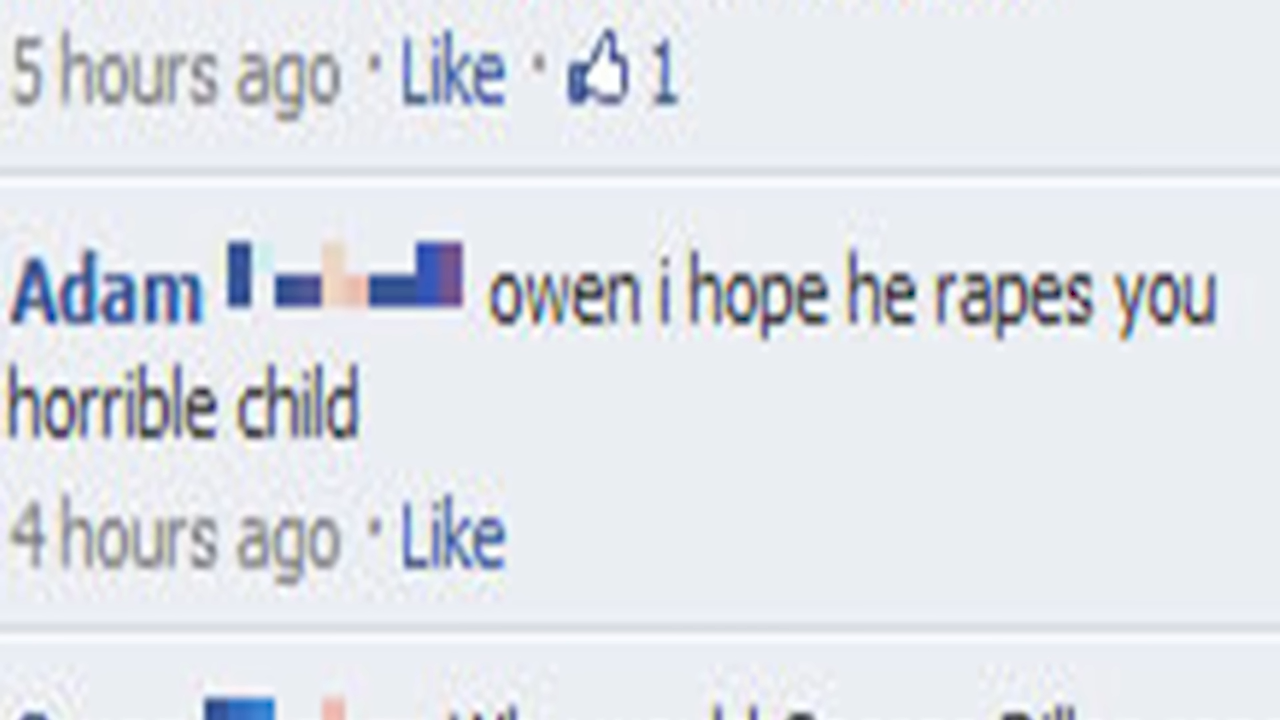 5 hours ago · Like · 1
Adam owen i hope he rapes you
horrible child
4 hours ago · Like